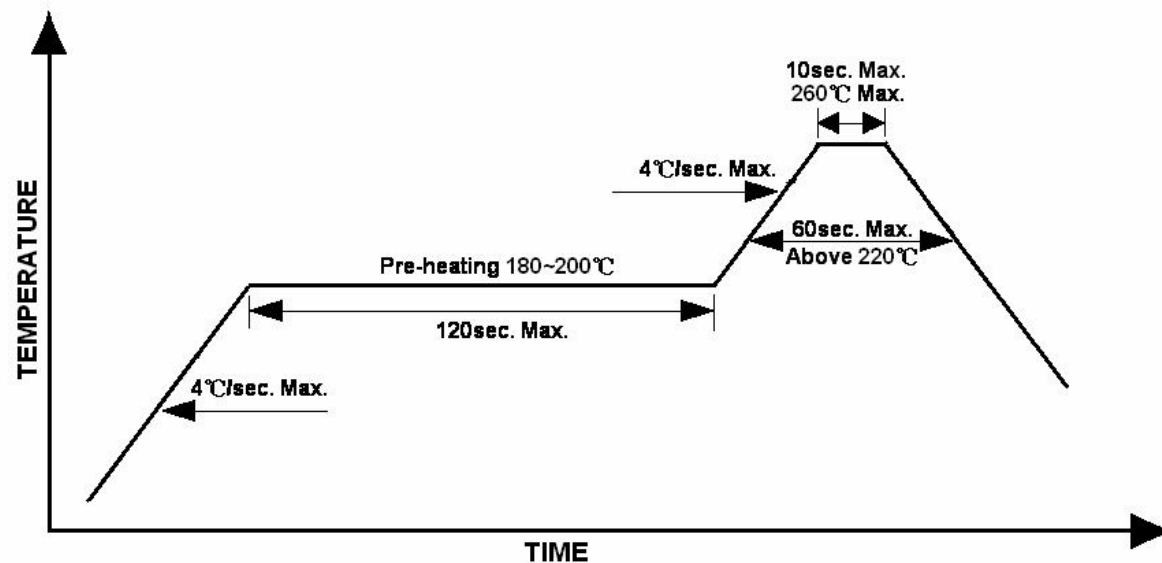 10sec. Max.
260℃ Max.
4℃/sec. Max.
60sec. Max.
Above 220℃
Pre-heating 180~200℃
120sec. Max.
4℃/sec. Max.
TEMPERATURE
TIME